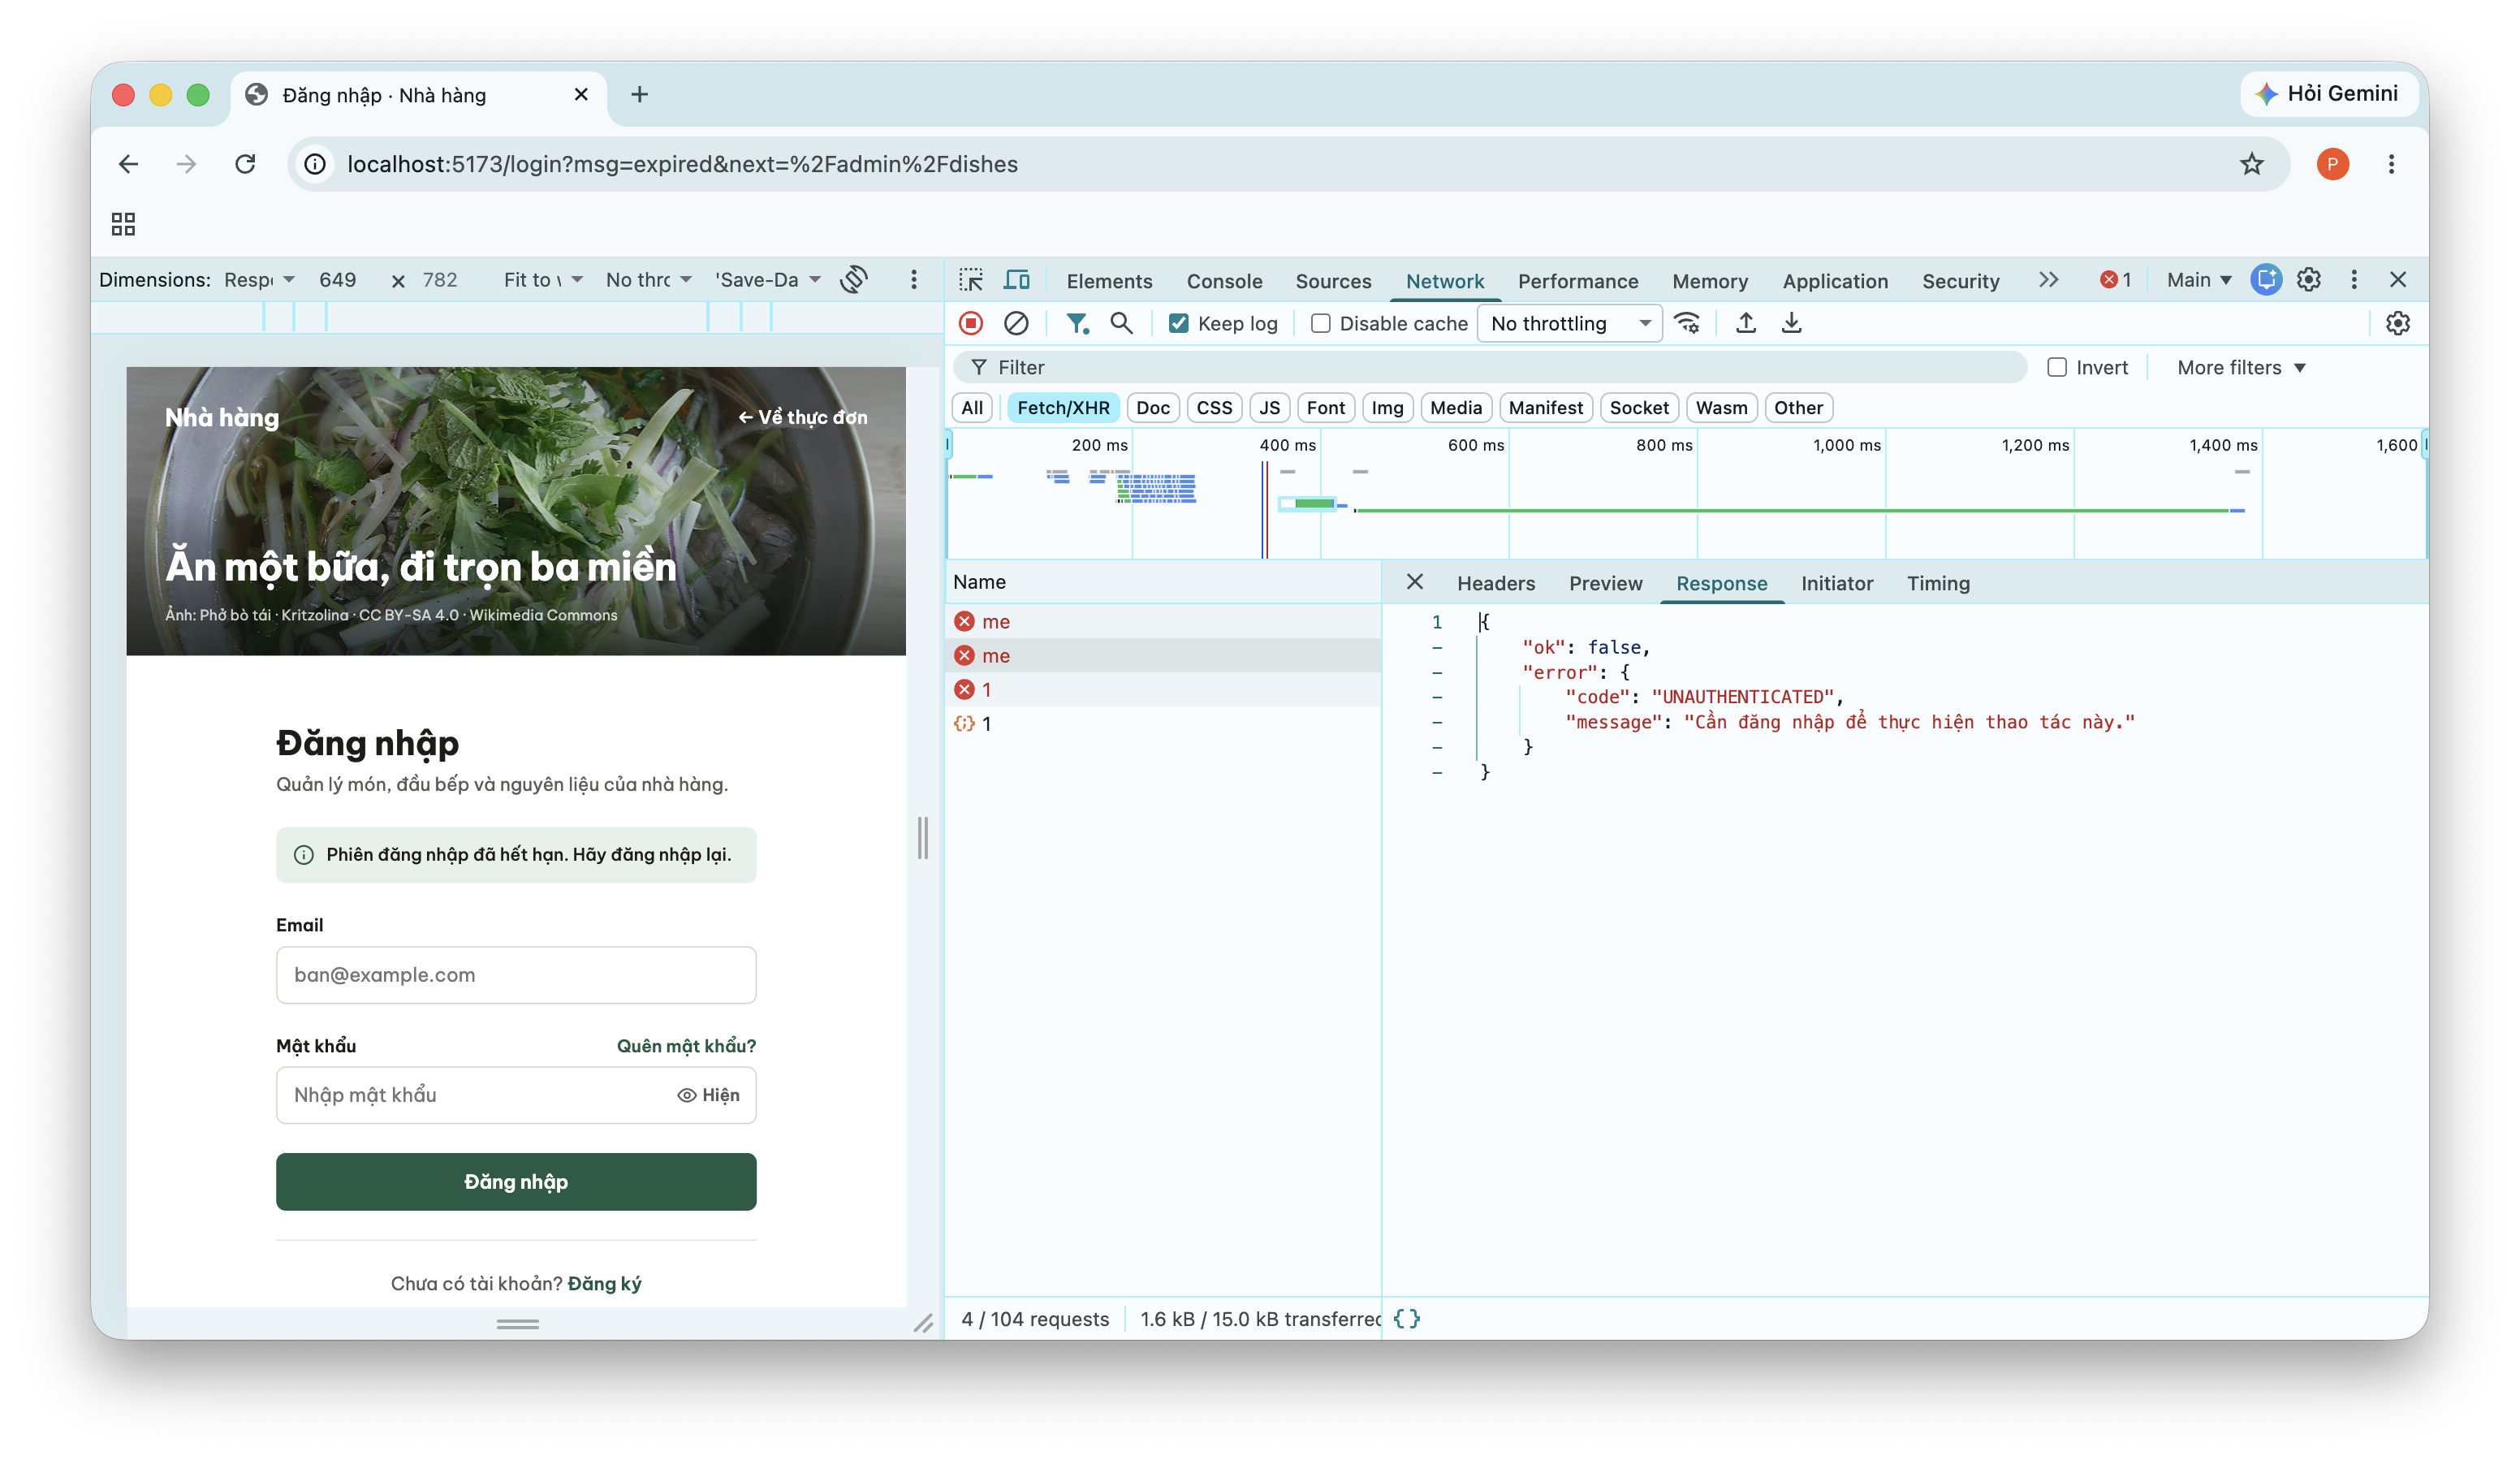 Đăng nhập · Nhà hàng
Hỏi Gemini
localhost:5173/login?msg=expired&next=%2Fadmin%2Fdishes
P
Dimensions: Respo 649 × 782 Fit to w No thro 'Save-Da
Elements Console Sources Network Performance Memory Application Security 1 Main
Keep log Disable cache No throttling
Filter Invert More filters
All Fetch/XHR Doc CSS JS Font Img Media Manifest Socket Wasm Other
200 ms 400 ms 600 ms 800 ms 1,000 ms 1,200 ms 1,400 ms 1,600
Nhà hàng
← Về thực đơn
Ăn một bữa, đi trọn ba miền
Ảnh: Phở bò tái · Kritzolina · CC BY-SA 4.0 · Wikimedia Commons
Đăng nhập
Quản lý món, đầu bếp và nguyên liệu của nhà hàng.
Phiên đăng nhập đã hết hạn. Hãy đăng nhập lại.
Email
ban@example.com
Mật khẩu
Quên mật khẩu?
Nhập mật khẩu
Hiện
Đăng nhập
Chưa có tài khoản? Đăng ký
Name
me
me
1
1
4 / 104 requests 1.6 kB / 15.0 kB transferred
Headers Preview Response Initiator Timing
1 {
"ok": false,
"error": {
"code": "UNAUTHENTICATED",
"message": "Cần đăng nhập để thực hiện thao tác này."
}
}
{ }